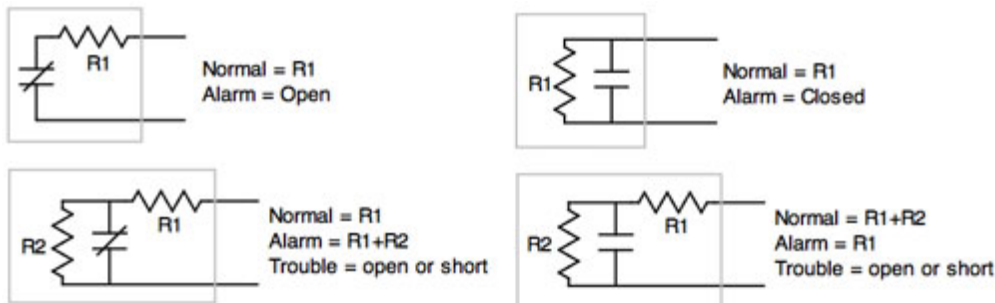 R1
Normal = R1
Alarm = Open
R1
Normal = R1
Alarm = Closed
R2
R1
Normal = R1
Alarm = R1+R2
Trouble = open or short
R2
R1
Normal = R1+R2
Alarm = R1
Trouble = open or short